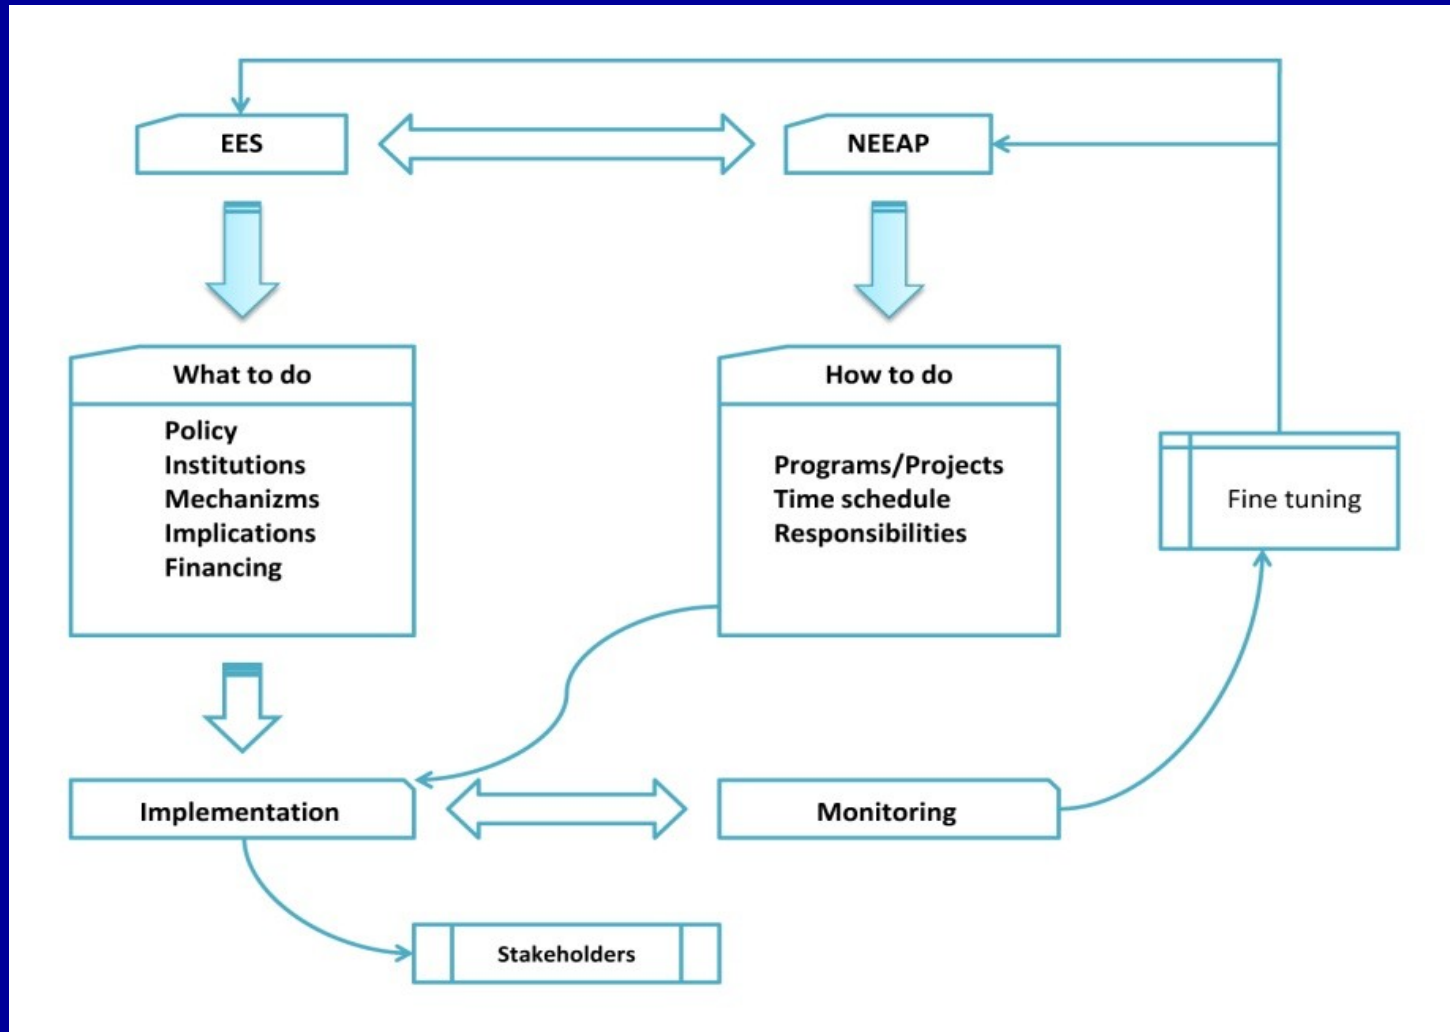 EES
NEEAP
What to do
Policy
Institutions
Mechanizms
Implications
Financing
How to do
Programs/Projects
Time schedule
Responsibilities
Fine tuning
Implementation
Monitoring
Stakeholders